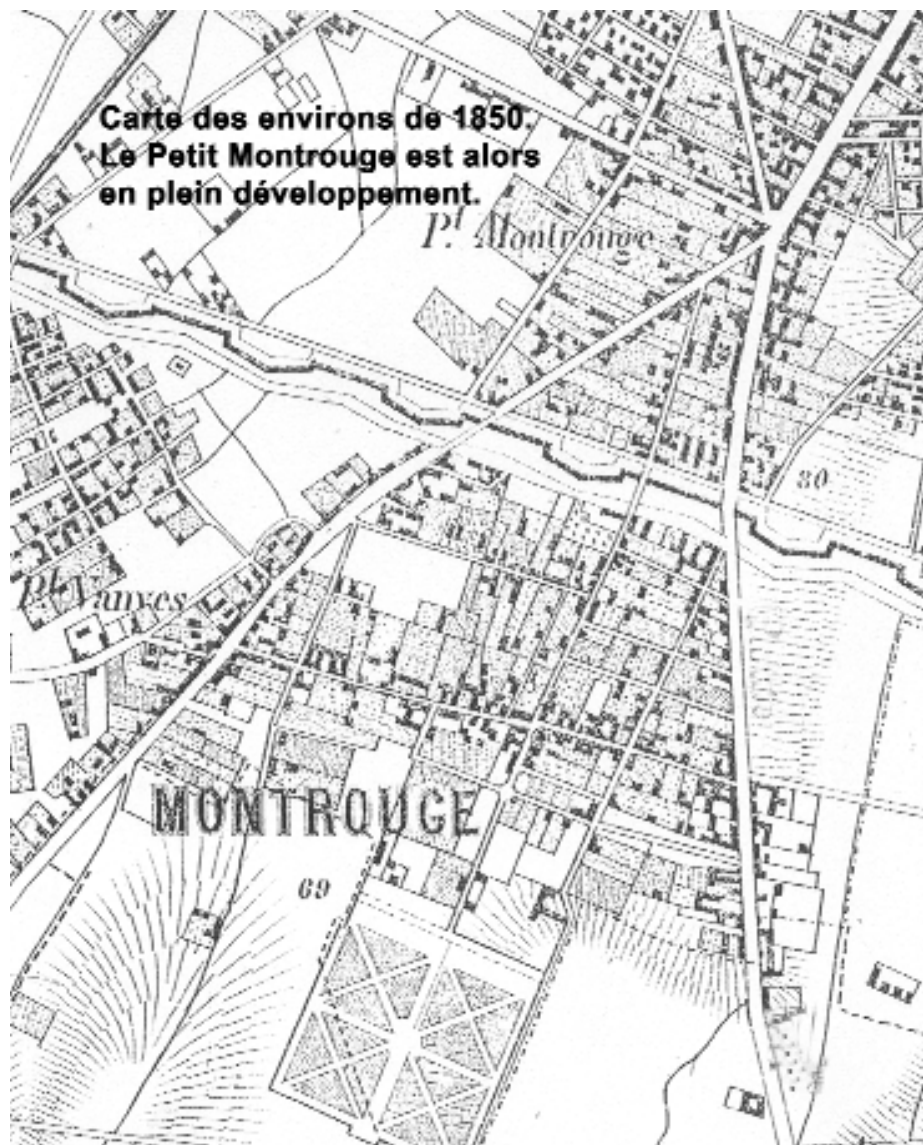 Carte des environs de 1850.
Le Petit Montrouge est alors
en plein développement.
Pt. Montrouge
80
Pt. Vanves
MONTROUGE
69